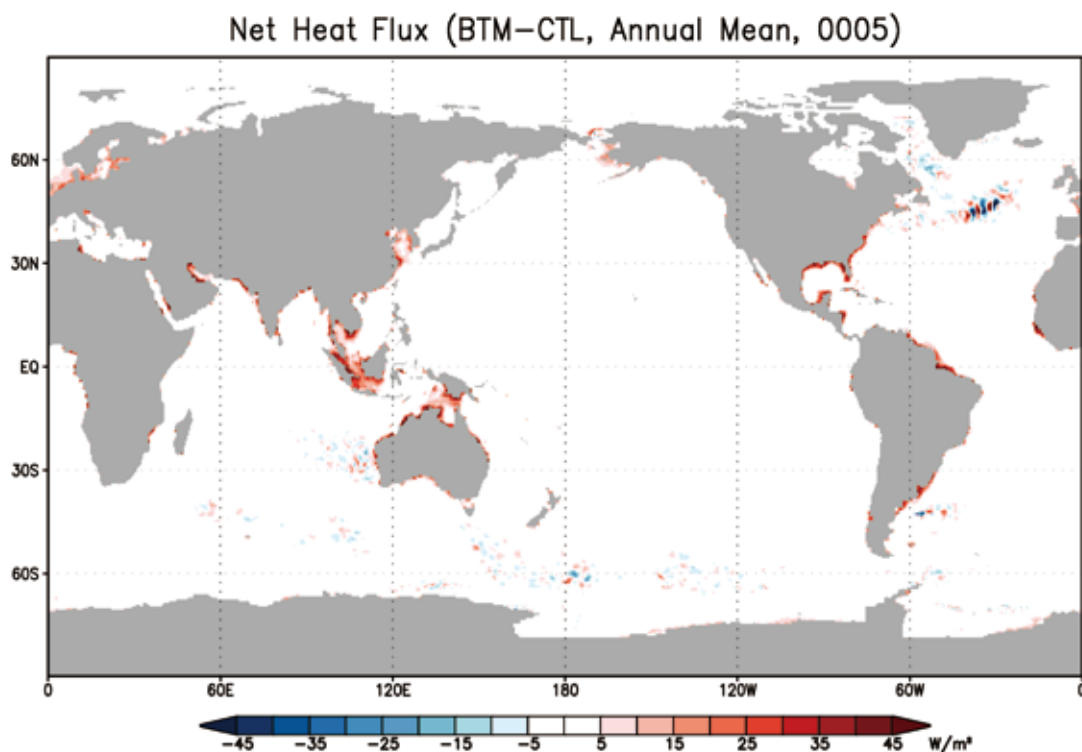 Net Heat Flux (BTM-CTL, Annual Mean, 0005)
60N
30N
EQ
30S
60S
0 60E 120E 180 120W 60W 0
-45 -35 -25 -15 -5 5 15 25 35 45 W/m²